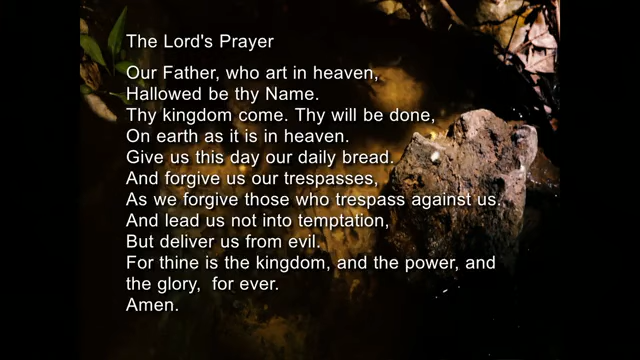 The Lord's Prayer
Our Father, who art in heaven,
Hallowed be thy Name.
Thy kingdom come. Thy will be done,
On earth as it is in heaven.
Give us this day our daily bread.
And forgive us our trespasses,
As we forgive those who trespass against us.
And lead us not into temptation,
But deliver us from evil.
For thine is the kingdom, and the power, and
the glory,  for ever.
Amen.